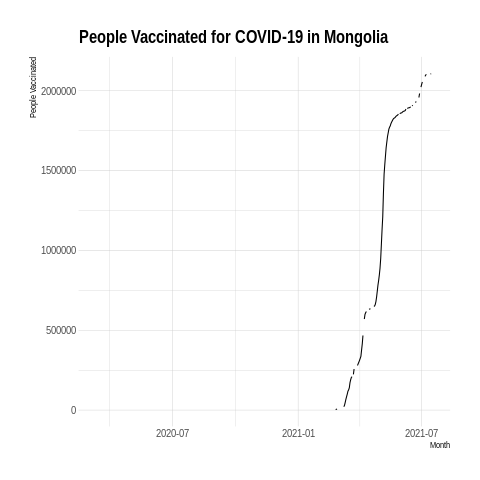 People Vaccinated for COVID-19 in Mongolia
People Vaccinated
2000000
1500000
1000000
500000
0
2020-07 2021-01 2021-07
Month